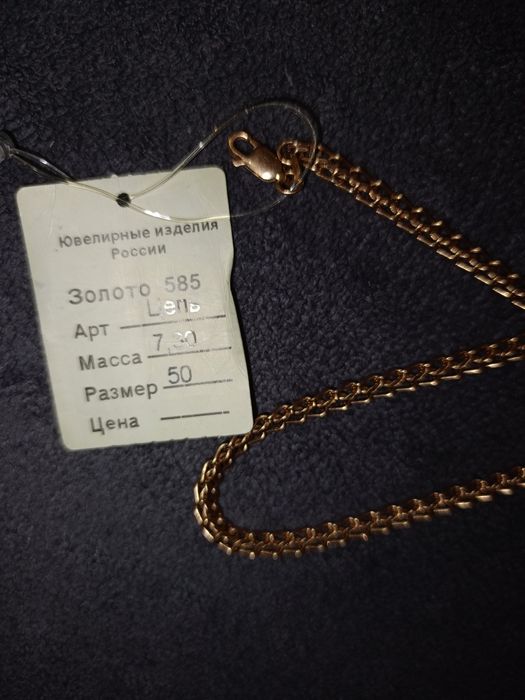 Ювелирные изделия
России
Золото 585
Арт Цепь
Масса 7,30
Размер 50
Цена